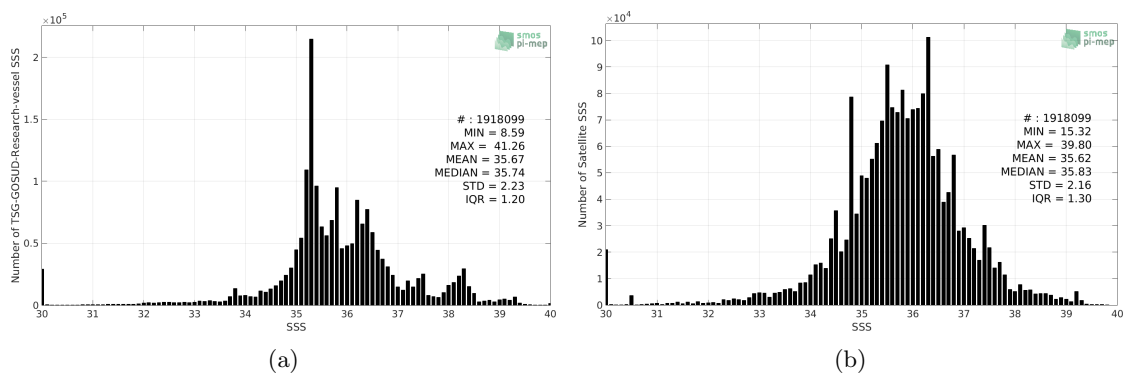 ×10⁵
smos
pi-mep
Number of TSG-GOSUD-Research-vessel SSS
2
1.5
1
0.5
0
# : 1918099
MIN = 8.59
MAX = 41.26
MEAN = 35.67
MEDIAN = 35.74
STD = 2.23
IQR = 1.20
30 31 32 33 34 35 36 37 38 39 40
SSS
(a)
×10⁴
smos
pi-mep
Number of Satellite SSS
10
9
8
7
6
5
4
3
2
1
0
# : 1918099
MIN = 15.32
MAX = 39.80
MEAN = 35.62
MEDIAN = 35.83
STD = 2.16
IQR = 1.30
30 31 32 33 34 35 36 37 38 39 40
SSS
(b)